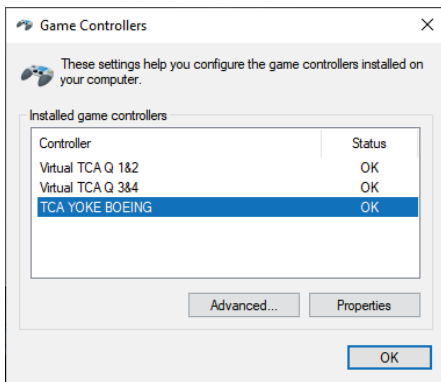 Game Controllers
These settings help you configure the game controllers installed on
your computer.
Installed game controllers
Controller Status
Virtual TCA Q 1&2 OK
Virtual TCA Q 3&4 OK
TCA YOKE BOEING OK
Advanced... Properties
OK